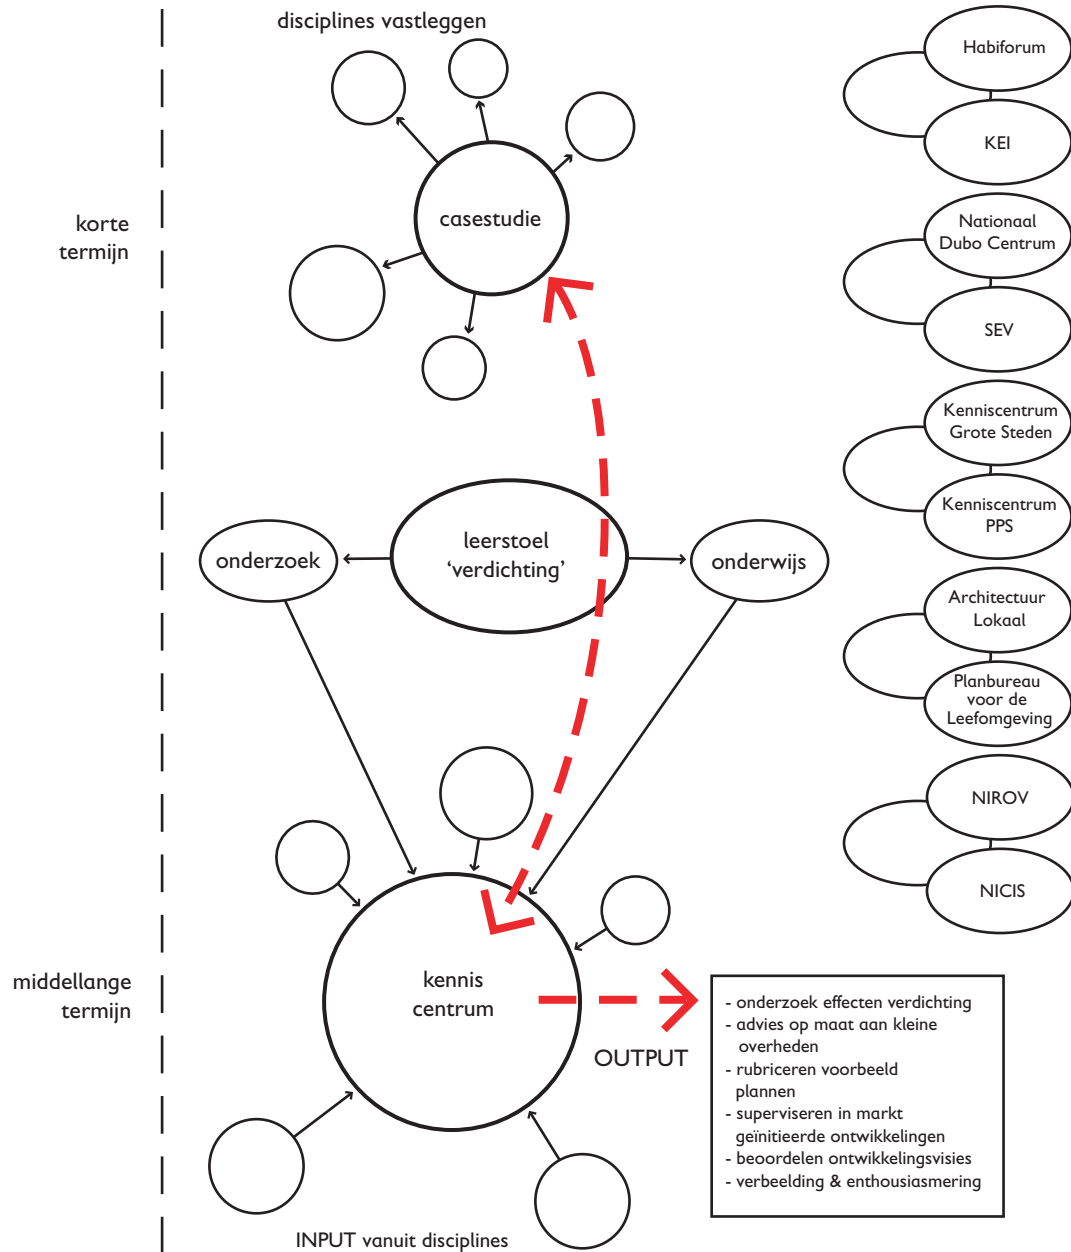 disciplines vastleggen
korte
termijn
casestudie
onderzoek
leerstoel
‘verdichting’
onderwijs
middellange
termijn
kennis
centrum
OUTPUT
- onderzoek effecten verdichting
- advies op maat aan kleine
overheden
- rubriceren voorbeeld
plannen
- superviseren in markt
geïnitieerde ontwikkelingen
- beoordelen ontwikkelingsvisies
- verbeelding & enthousiasmering
INPUT vanuit disciplines
Habiforum
KEI
Nationaal
Dubo Centrum
SEV
Kenniscentrum
Grote Steden
Kenniscentrum
PPS
Architectuur
Lokaal
Planbureau
voor de
Leefomgeving
NIROV
NICIS